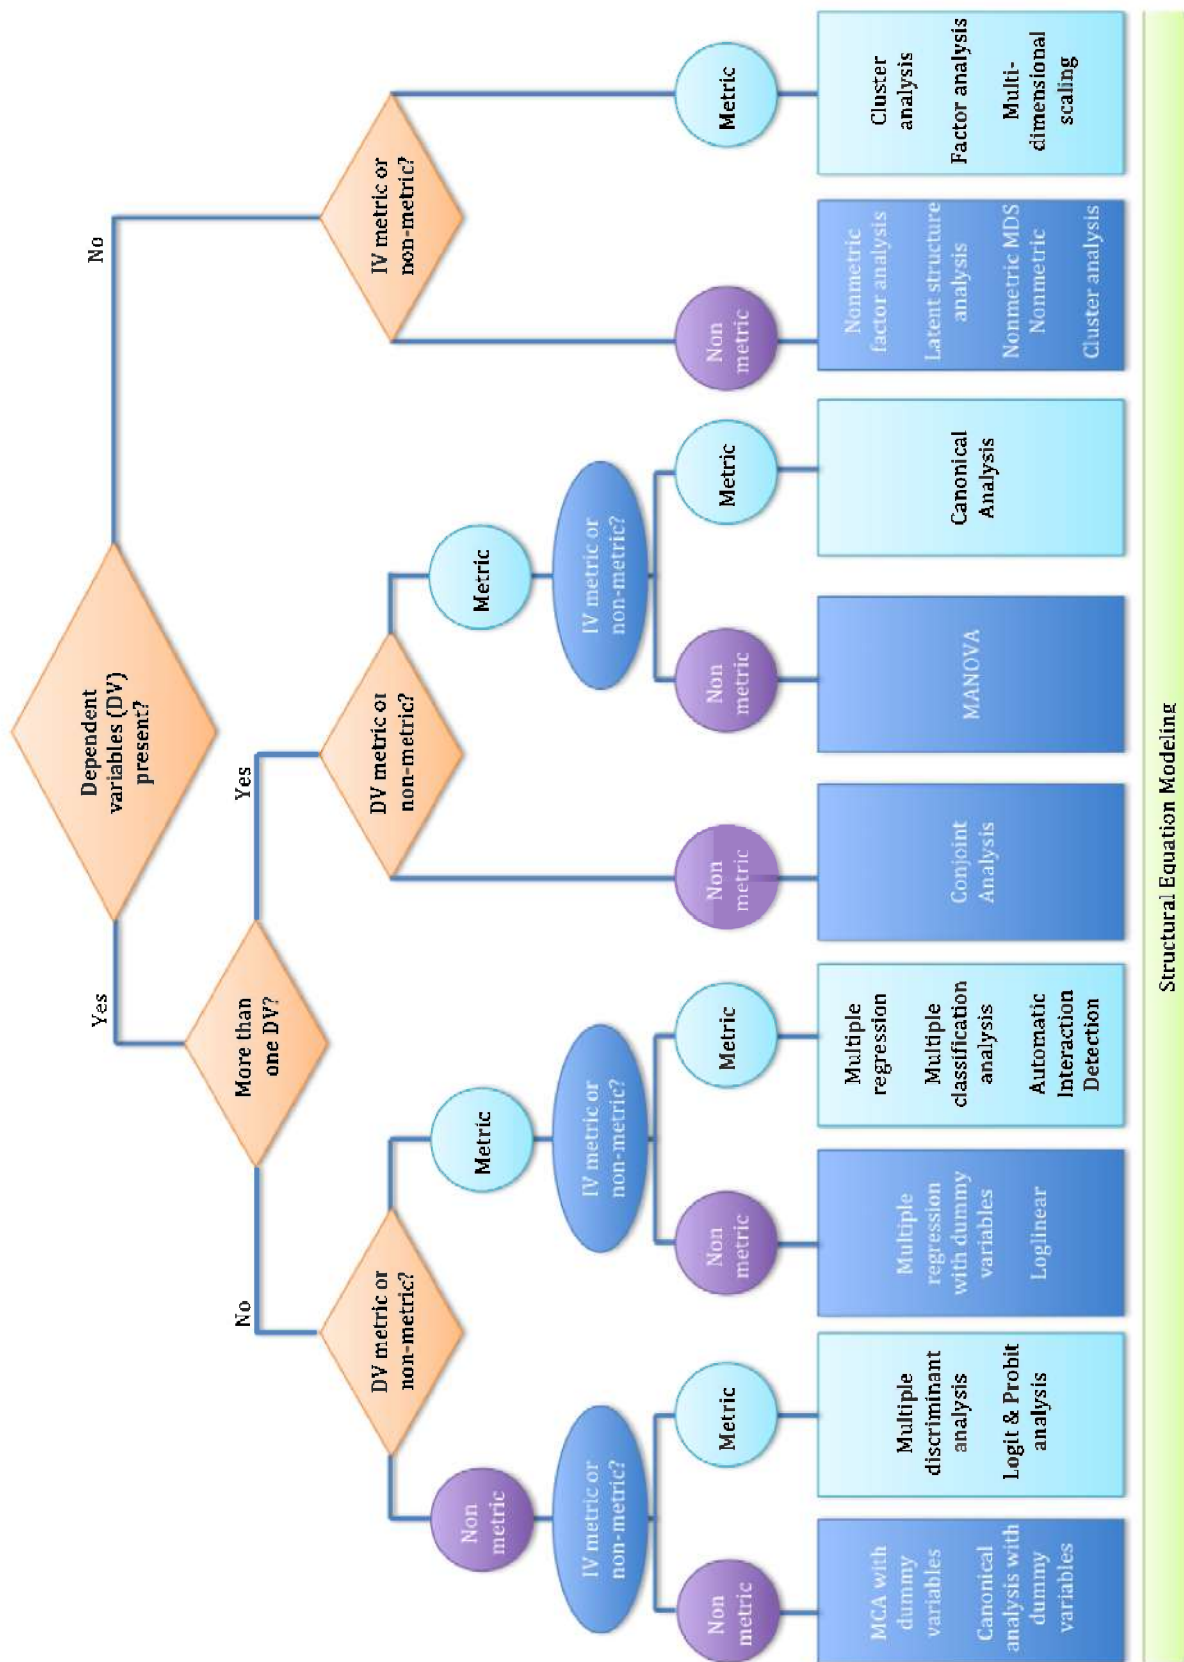 Dependent
variables (DV)
present?
Yes
No
More than
one DV?
No
Yes
DV metric or
non-metric?
DV metric or
non-metric?
IV metric or
non-metric?
Non
metric
Metric
Metric
IV metric or
non-metric?
IV metric or
non-metric?
IV metric or
non-metric?
Non
metric
Metric
Non
metric
Metric
Non
metric
Non
metric
Metric
Non
metric
Metric
MCA with
dummy
variables
Canonical
analysis with
dummy
variables
Multiple
discriminant
analysis
Logit & Probit
analysis
Multiple
regression
with dummy
variables
Loglinear
Multiple
regression
Multiple
classification
analysis
Automatic
Interaction
Detection
Conjoint
Analysis
MANOVA
Canonical
Analysis
Nonmetric
factor analysis
Latent structure
analysis
Nonmetric MDS
Nonmetric
Cluster analysis
Cluster
analysis
Factor analysis
Multi-
dimensional
scaling
Structural Equation Modeling